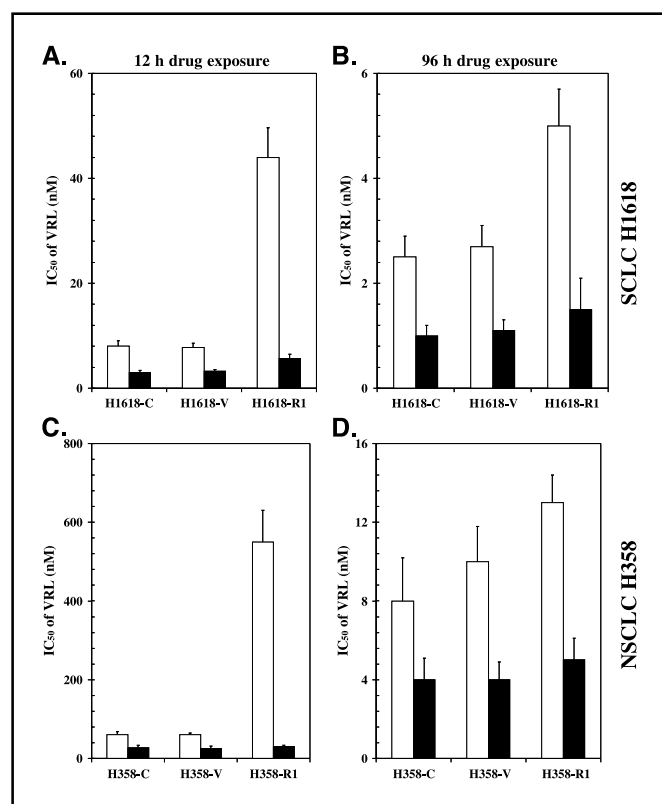 A.
12 h drug exposure
60
40
20
0
IC50 of VRL (nM)
H1618-C
H1618-V
H1618-R1
B.
96 h drug exposure
6
4
2
0
IC50 of VRL (nM)
H1618-C
H1618-V
H1618-R1
SCLC H1618
C.
800
600
400
200
0
IC50 of VRL (nM)
H358-C
H358-V
H358-R1
D.
16
12
8
4
0
IC50 of VRL (nM)
H358-C
H358-V
H358-R1
NSCLC H358